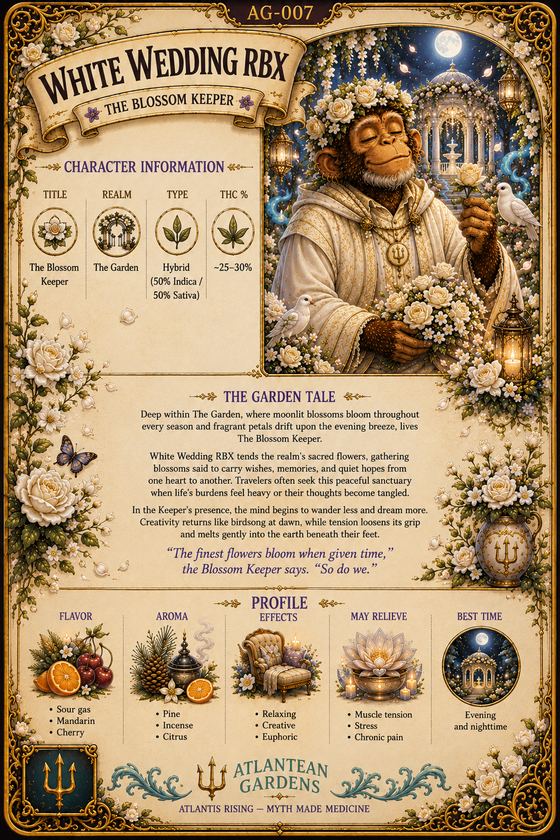 AG-007
WHITE WEDDING RBX
THE BLOSSOM KEEPER
CHARACTER INFORMATION
TITLE
The Blossom
Keeper
REALM
The Garden
TYPE
Hybrid
(50% Indica /
50% Sativa)
THC %
~25–30%
THE GARDEN TALE
Deep within The Garden, where moonlit blossoms bloom throughout
every season and fragrant petals drift upon the evening breeze, lives
The Blossom Keeper.
White Wedding RBX tends the realm's sacred flowers, gathering
blossoms said to carry wishes, memories, and quiet hopes from
one heart to another. Travelers often seek this peaceful sanctuary
when life's burdens feel heavy or their thoughts become tangled.
In the Keeper's presence, the mind begins to wander less and dream more.
Creativity returns like birdsong at dawn, while tension loosens its grip
and melts gently into the earth beneath their feet.
“The finest flowers bloom when given time,”
the Blossom Keeper says. “So do we.”
PROFILE
FLAVOR
• Sour gas
• Mandarin
• Cherry
AROMA
• Pine
• Incense
• Citrus
EFFECTS
• Relaxing
• Creative
• Euphoric
MAY RELIEVE
• Muscle tension
• Stress
• Chronic pain
BEST TIME
Evening
and nighttime
ATLANTEAN
GARDENS
ATLANTIS RISING — MYTH MADE MEDICINE